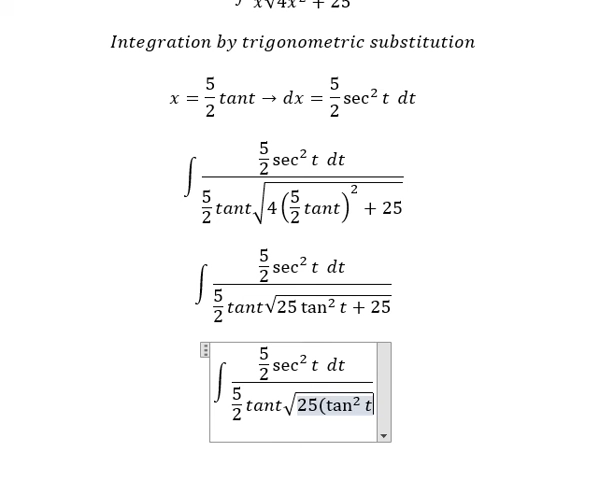 x√4x² + 25
Integration by trigonometric substitution
x = 5/2 tant → dx = 5/2 sec² t dt
∫ (5/2 sec² t dt) / (5/2 tant√(4(5/2 tant)² + 25))
∫ (5/2 sec² t dt) / (5/2 tant√(25 tan² t + 25))
∫ (5/2 sec² t dt) / (5/2 tant√(25(tan² t